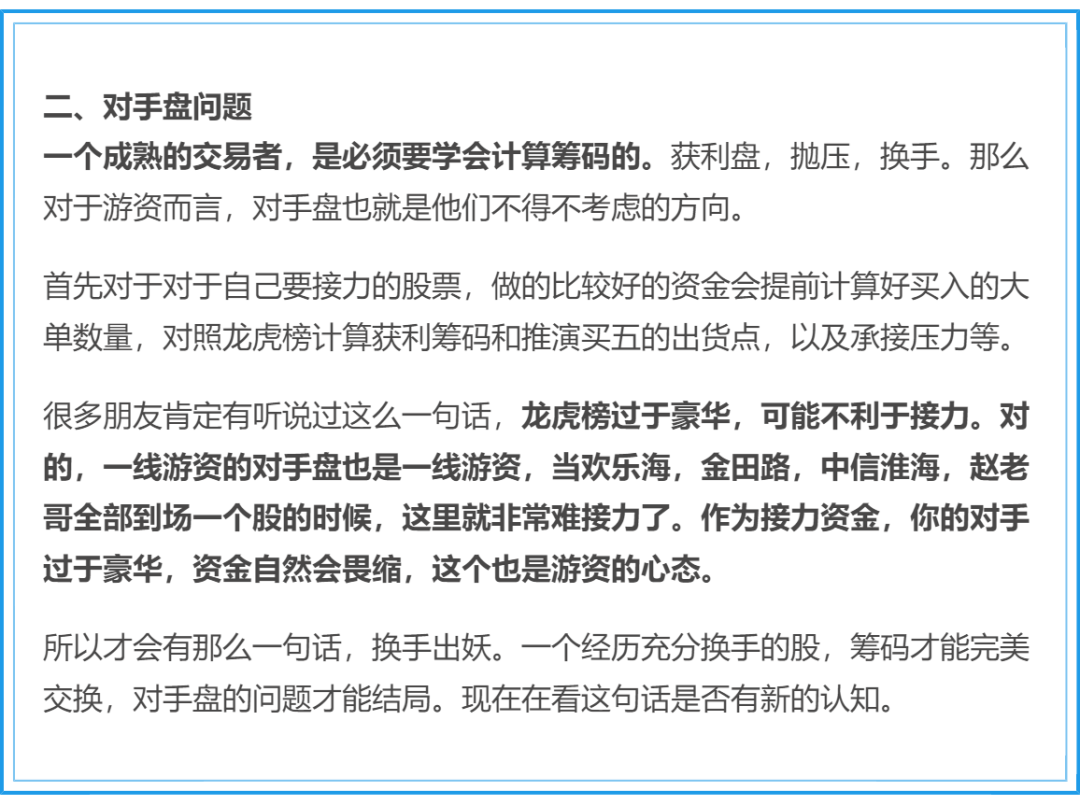 二、对手盘问题
一个成熟的交易者，是必须要学会计算筹码的。获利盘，抛压，换手。那么
对于游资而言，对手盘也就是他们不得不考虑的方向。
首先对于对于自己要接力的股票，做的比较好的资金会提前计算好买入的大
单数量，对照龙虎榜计算获利筹码和推演买五的出货点，以及承接压力等。
很多朋友肯定有听说过这么一句话，龙虎榜过于豪华，可能不利于接力。对
的，一线游资的对手盘也是一线游资，当欢乐海，金田路，中信淮海，赵老
哥全部到场一个股的时候，这里就非常难接力了。作为接力资金，你的对手
过于豪华，资金自然会畏缩，这个也是游资的心态。
所以才会有那么一句话，换手出妖。一个经历充分换手的股，筹码才能完美
交换，对手盘的问题才能结局。现在在看这句话是否有新的认知。